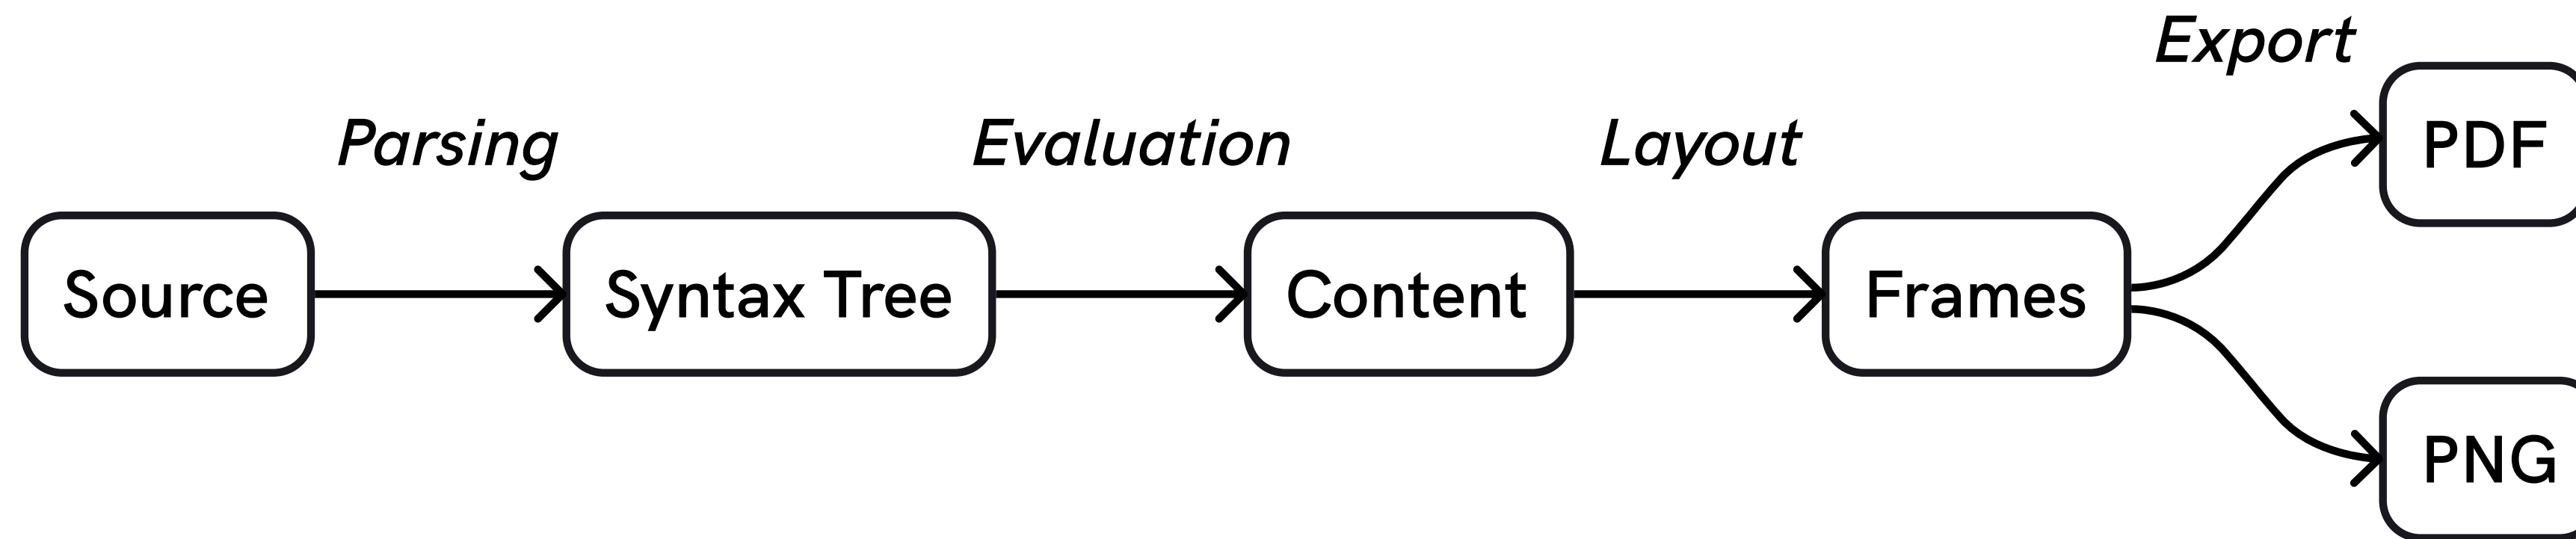 Export
PDF
Parsing
Evaluation
Layout
Source
Syntax Tree
Content
Frames
PNG